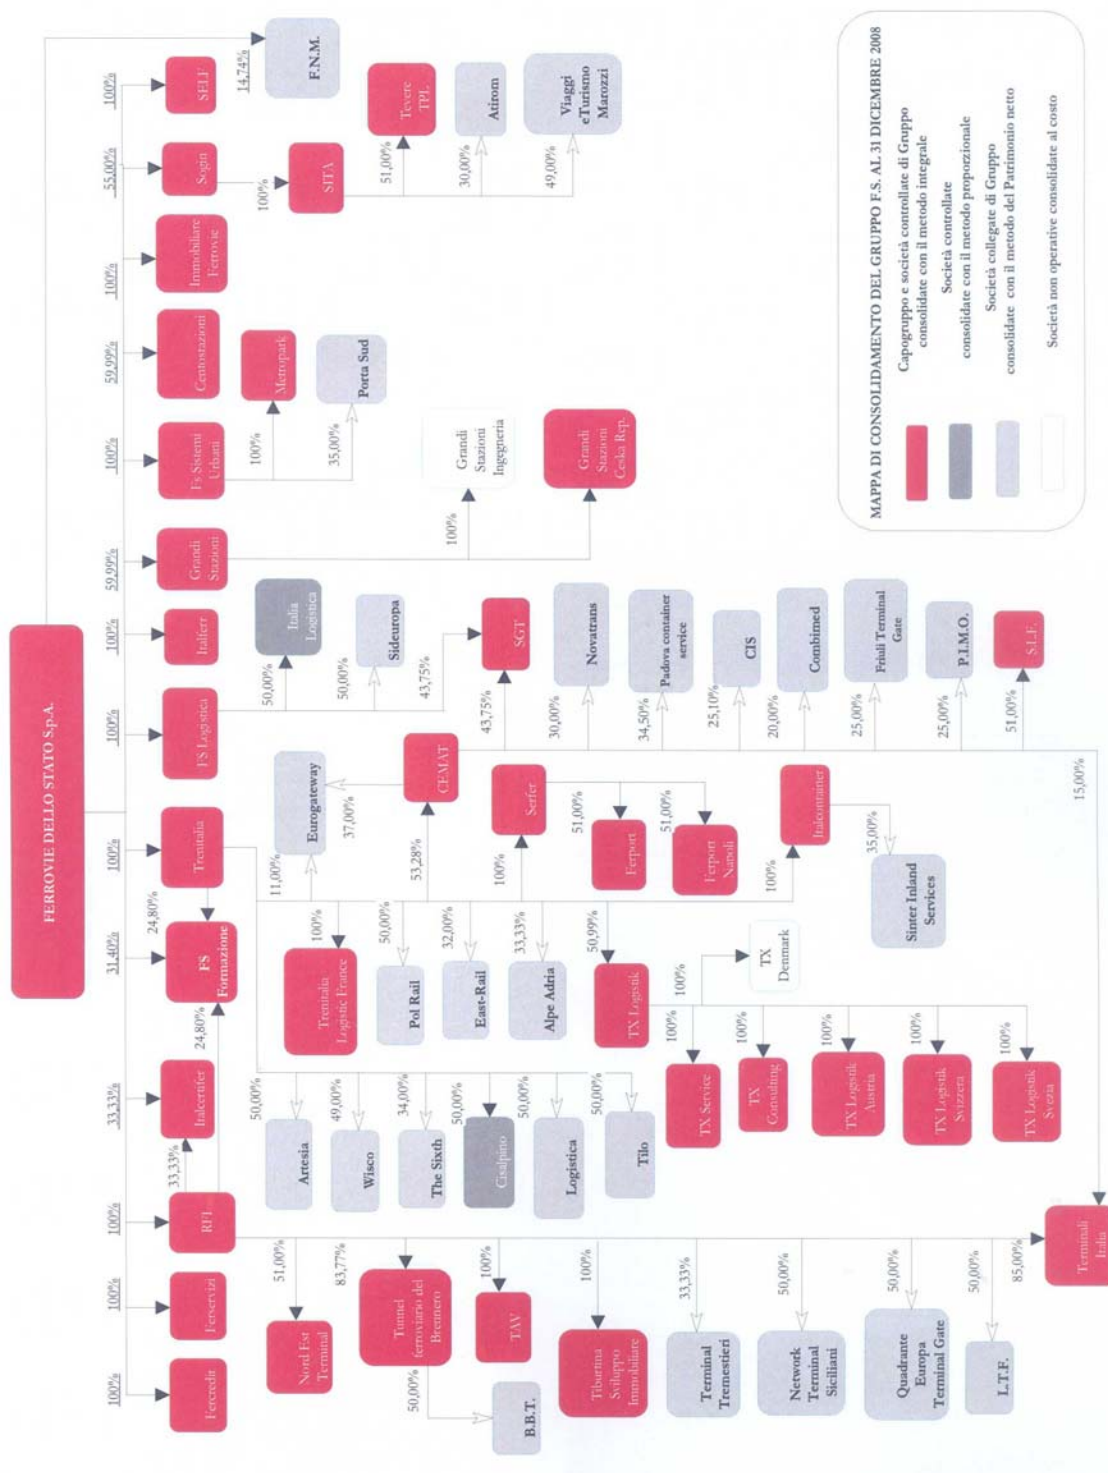 FERROVIE DELLO STATO S.p.A.
100%
100%
100%
33,33%
31,40%
100%
100%
100%
59,99%
100%
59,99%
100%
55,00%
100%
14,74%
Fercredit
Ferservizi
RFI
Italcertifer
FS
Formazione
Trenitalia
FS Logistica
Italferr
Grandi
Stazioni
Fs Sistemi
Urbani
Centostazioni
Immobiliare
Ferrovie
Sogin
SELF
F.N.M.
33,33%
24,80%
24,80%
51,00%
Nord Est
Terminal
83,77%
Tunnel
ferroviario del
Brennero
50,00%
B.B.T.
100%
TAV
100%
Tiburtina
Sviluppo
Immobiliare
33,33%
Terminal
Tremestieri
50,00%
Network
Terminal
Siciliani
50,00%
Quadrante
Europa
Terminal Gate
50,00%
L.T.F.
85,00%
Terminali
Italia
50,00%
Artesia
49,00%
Wisco
34,00%
The Sixth
50,00%
Cisalpino
50,00%
Logistica
50,00%
Tilo
11,00%
Eurogateway
37,00%
100%
Trenitalia
Logistic France
50,00%
Pol Rail
53,28%
CEMAT
32,00%
East-Rail
100%
Serfer
33,33%
Alpe Adria
51,00%
Ferport
51,00%
Ferport
Napoli
50,99%
TX Logistik
100%
TX
Denmark
100%
TX Service
100%
TX
Consulting
100%
TX Logistik
Austria
100%
TX Logistik
Svizzera
100%
TX Logistik
Svezia
100%
Italcontainer
35,00%
Sinter Inland
Services
50,00%
Italia
Logistica
50,00%
Sideuropa
43,75%
SGT
43,75%
30,00%
Novatrans
34,50%
Padova container
service
25,10%
CIS
20,00%
Combimed
25,00%
Friuli Terminal
Gate
25,00%
P.I.M.O.
51,00%
S.I.F.
15,00%
100%
Grandi
Stazioni
Ingegneria
Grandi
Stazioni
Ceska Rep.
100%
Metropark
35,00%
Porta Sud
100%
SITA
51,00%
Tevere
TPL
30,00%
Atirom
49,00%
Viaggi
eTurismo
Marozzi
MAPPA DI CONSOLIDAMENTO DEL GRUPPO F.S. AL 31 DICEMBRE 2008
Capogruppo e società controllate di Gruppo
consolidate con il metodo integrale
Società controllate
consolidate con il metodo proporzionale
Società collegate di Gruppo
consolidate con il metodo del Patrimonio netto
Società non operative consolidate al costo